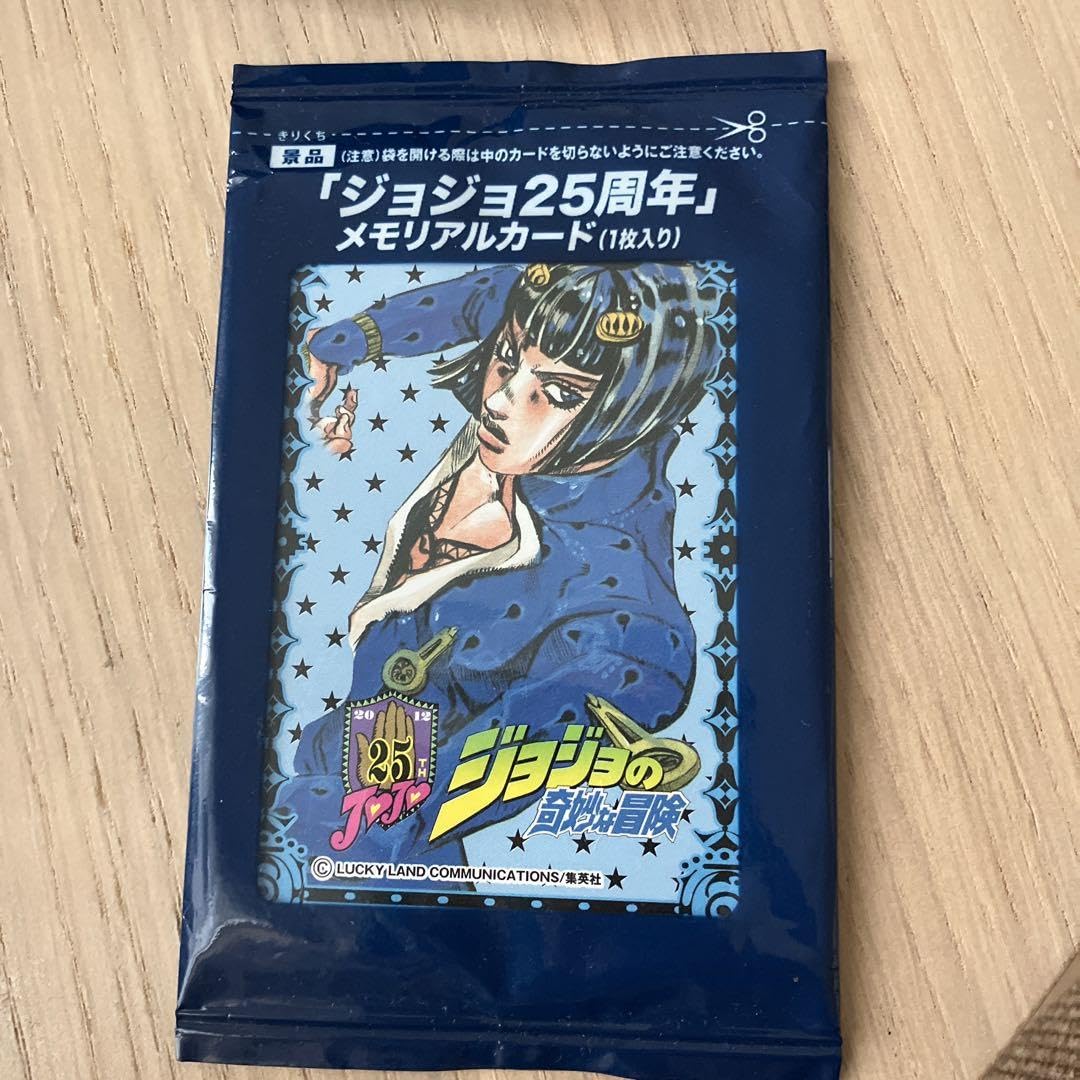 きりくち
景品 (注意)袋を開ける際は中のカードを切らないようにご注意ください。
「ジョジョ25周年」
メモリアルカード(1枚入り)
2012
25TH
JOJO
ジョジョの
奇妙な冒険
© LUCKY LAND COMMUNICATIONS/集英社